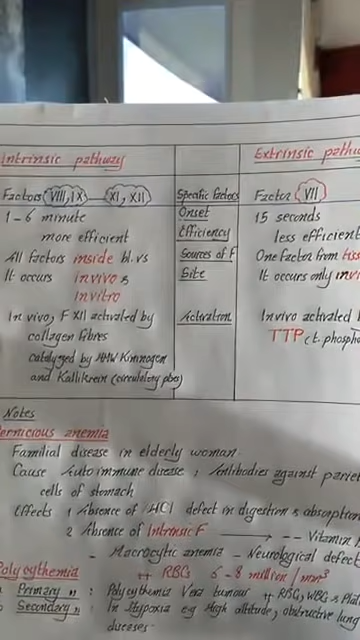 intrinsic pathway Extrinsic pathw
Factors VIII, IX XI, XII Specific factors Factor VII
1-6 minute Onset 15 seconds
more efficient Efficiency less efficient
All factors inside bl.vs Sources of F One factor from tiss
It occurs invivo & Site It occurs only invi
invitro
In vivo, F XII activated by Activation Invivo activated b
collagen fibres TTP (t. phospho
catalyzed by HMW Kininogen
and Kallikrein (circulatory pbs)
Notes
Pernicious anemia
Familial disease in elderly woman
Cause Autoimmune disease, Antibodies against pariet
cells of stomach
Effects 1 Absence of HCl defect in digestion & absorption
2 Absence of Intrinsic F → -- Vitamin
- Macrocytic anemia - Neurological defect
Polycythemia ++ RBCs 6-8 million/mm³
Primary " : Polycythemia Vera tumour ++ RBCs, WBCs & Plat
Secondary " : In Hypoxia e.g High altitude, obstructive lung
diseases